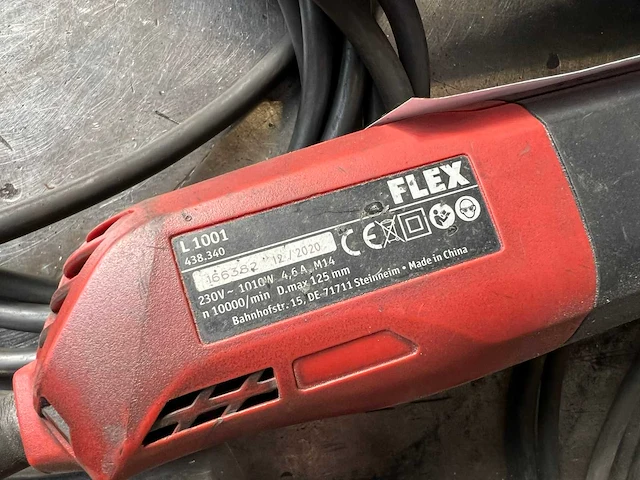 FLEX
L 1001
438.340
166362 12/2020 CE
230V~ 1010W 4,6 A M14
n 10000/min D.max 125 mm
Bahnhofstr. 15, DE-71711 Steinheim • Made in China